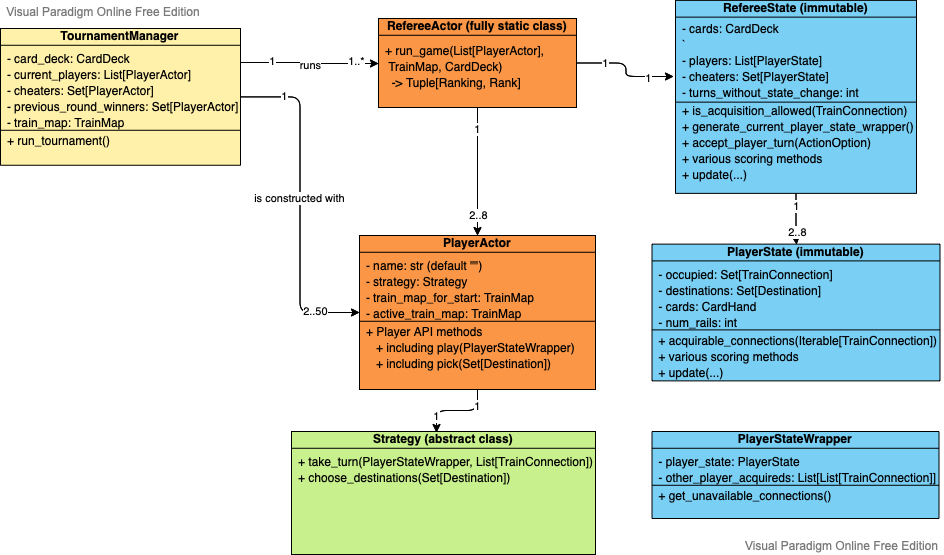 Visual Paradigm Online Free Edition
TournamentManager
- card_deck: CardDeck
- current_players: List[PlayerActor]
- cheaters: Set[PlayerActor]
- previous_round_winners: Set[PlayerActor]
- train_map: TrainMap
+ run_tournament()
1
runs
1..*
RefereeActor (fully static class)
+ run_game(List[PlayerActor],
TrainMap, CardDeck)
-> Tuple[Ranking, Rank]
1
1
RefereeState (immutable)
- cards: CardDeck
`
- players: List[PlayerState]
- cheaters: Set[PlayerState]
- turns_without_state_change: int
+ is_acquisition_allowed(TrainConnection)
+ generate_current_player_state_wrapper()
+ accept_player_turn(ActionOption)
+ various scoring methods
+ update(...)
1
is constructed with
2..50
1
2..8
1
2..8
PlayerActor
- name: str (default "")
- strategy: Strategy
- train_map_for_start: TrainMap
- active_train_map: TrainMap
+ Player API methods
+ including play(PlayerStateWrapper)
+ including pick(Set[Destination])
PlayerState (immutable)
- occupied: Set[TrainConnection]
- destinations: Set[Destination]
- cards: CardHand
- num_rails: int
+ acquirable_connections(Iterable[TrainConnection])
+ various scoring methods
+ update(...)
1
1
Strategy (abstract class)
+ take_turn(PlayerStateWrapper, List[TrainConnection])
+ choose_destinations(Set[Destination])
PlayerStateWrapper
- player_state: PlayerState
- other_player_acquireds: List[List[TrainConnection]]
+ get_unavailable_connections()
Visual Paradigm Online Free Edition